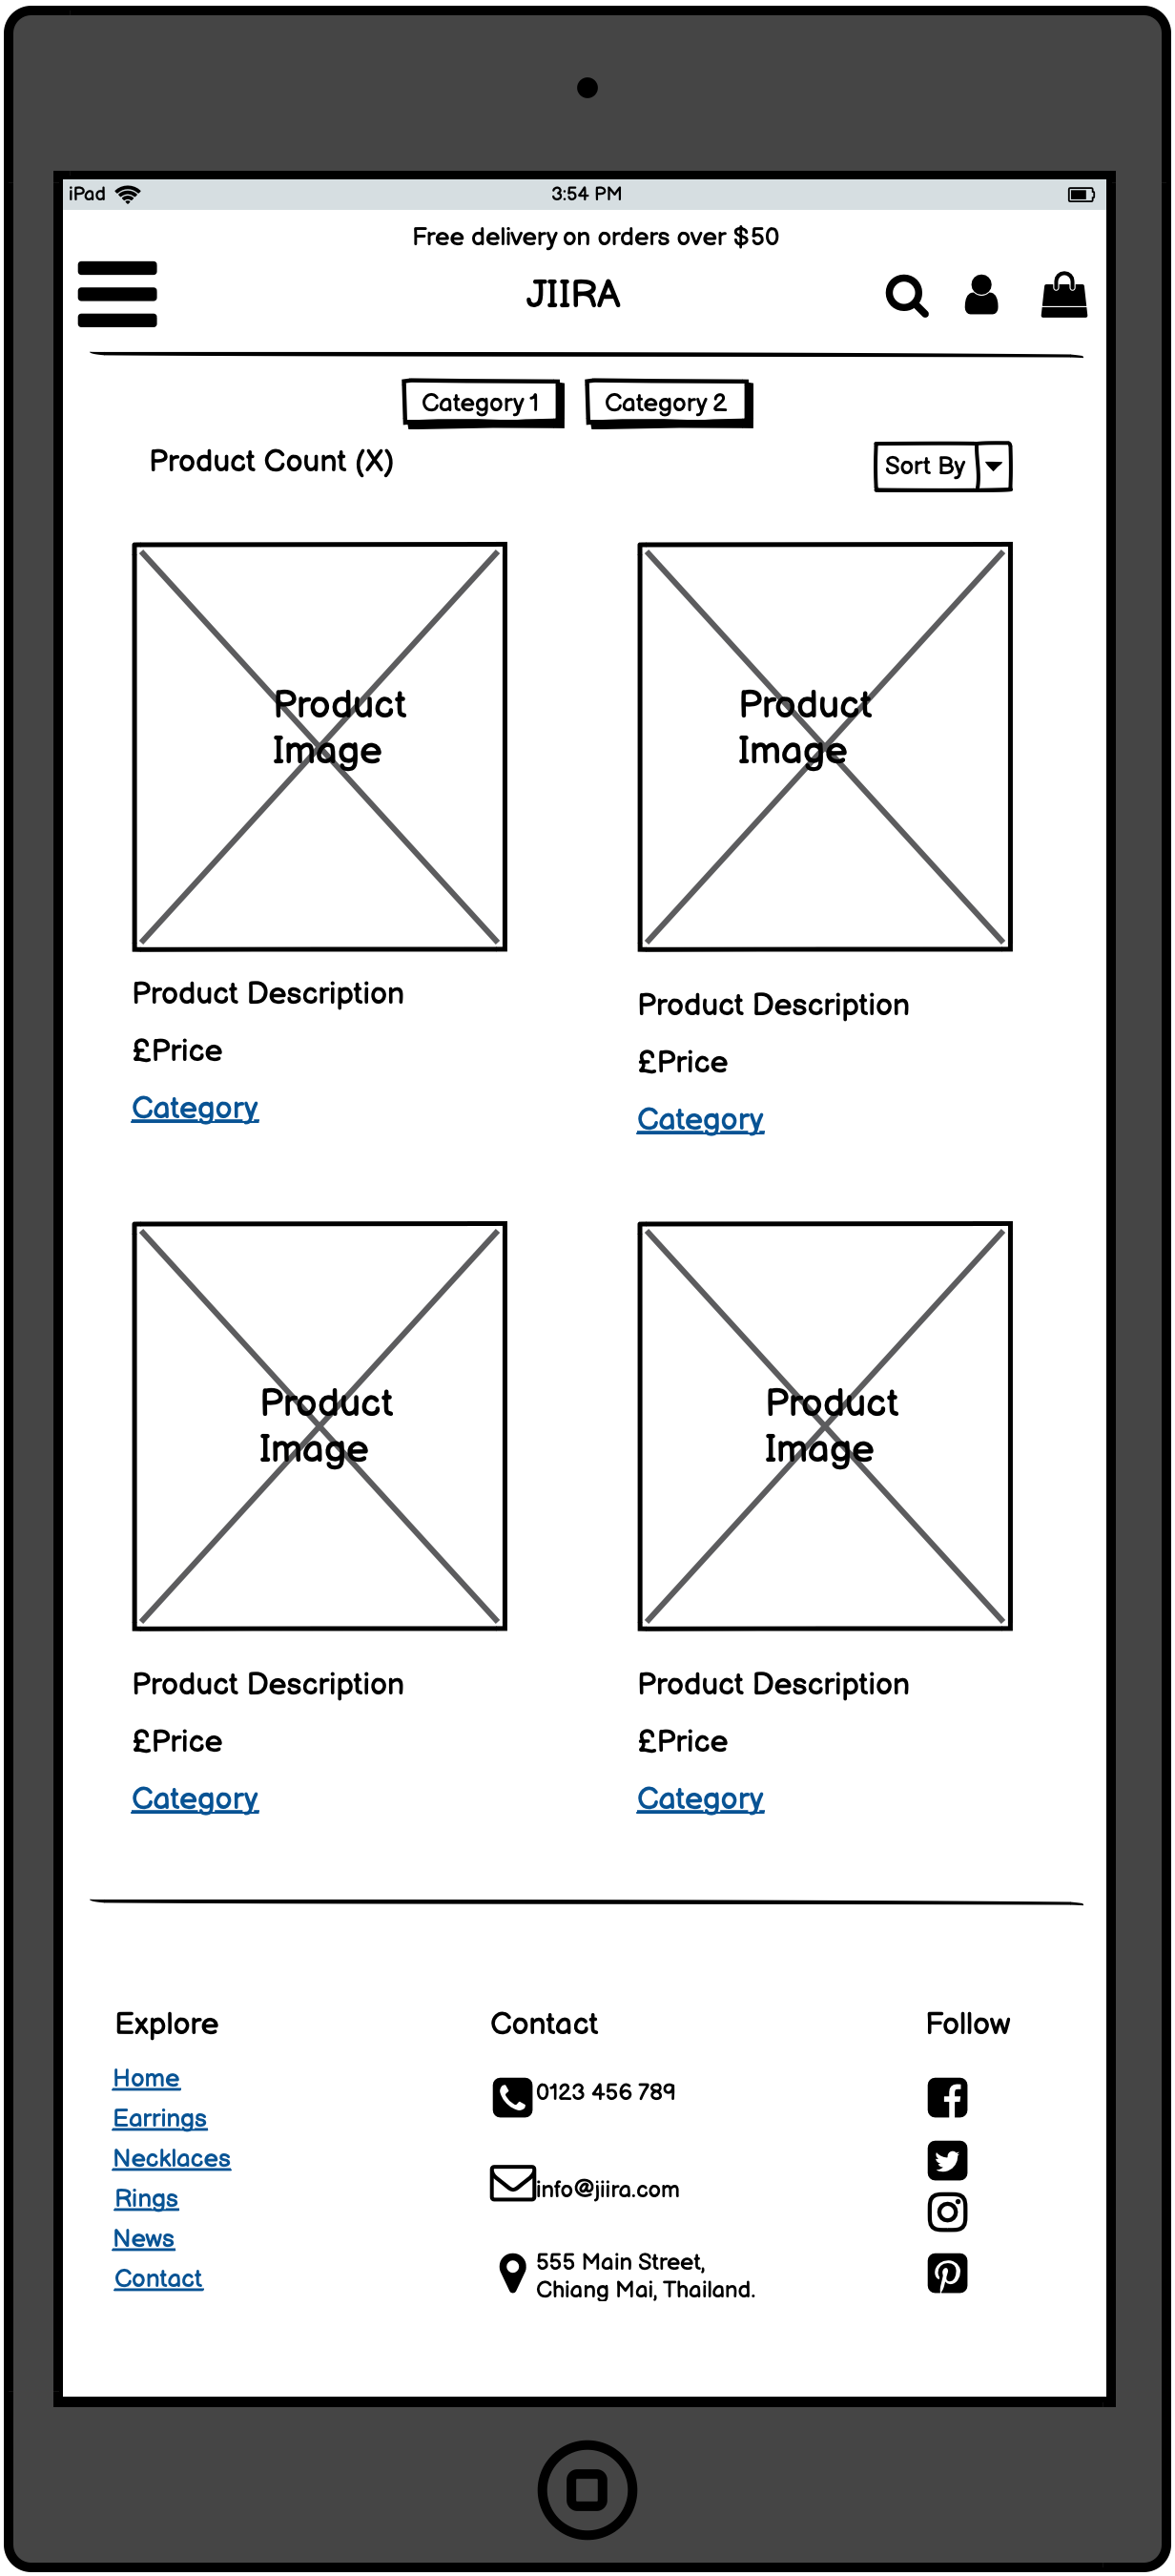 iPad
3:54 PM
Free delivery on orders over $50
JIIRA
Category 1
Category 2
Product Count (X)
Sort By
Product
Image
Product
Image
Product Description
£Price
Category
Product Description
£Price
Category
Product
Image
Product
Image
Product Description
£Price
Category
Product Description
£Price
Category
Explore
Home
Earrings
Necklaces
Rings
News
Contact
Contact
0123 456 789
info@jiira.com
555 Main Street,
Chiang Mai, Thailand.
Follow